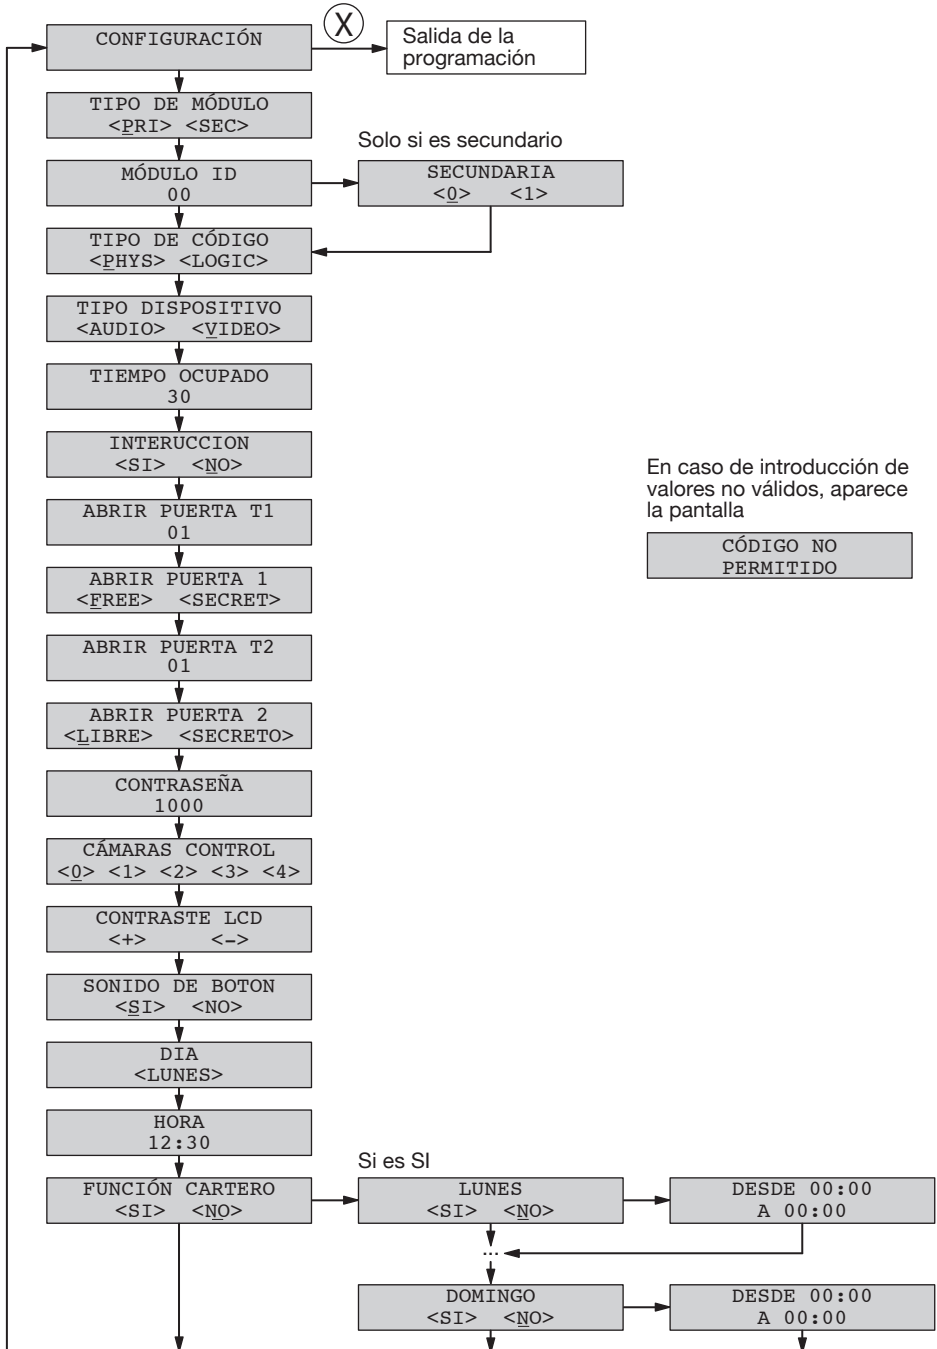 CONFIGURACIÓN
X
Salida de la
programación
TIPO DE MÓDULO
<PRI> <SEC>
Solo si es secundario
MÓDULO ID
00
SECUNDARIA
<0> <1>
TIPO DE CÓDIGO
<PHYS> <LOGIC>
TIPO DISPOSITIVO
<AUDIO> <VIDEO>
TIEMPO OCUPADO
30
INTERUCCION
<SI> <NO>
En caso de introducción de
valores no válidos, aparece
la pantalla
CÓDIGO NO
PERMITIDO
ABRIR PUERTA T1
01
ABRIR PUERTA 1
<FREE> <SECRET>
ABRIR PUERTA T2
01
ABRIR PUERTA 2
<LIBRE> <SECRETO>
CONTRASEÑA
1000
CÁMARAS CONTROL
<0> <1> <2> <3> <4>
CONTRASTE LCD
<+> <->
SONIDO DE BOTON
<SI> <NO>
DIA
<LUNES>
HORA
12:30
Si es SI
FUNCIÓN CARTERO
<SI> <NO>
LUNES
<SI> <NO>
DESDE 00:00
A 00:00
...
DOMINGO
<SI> <NO>
DESDE 00:00
A 00:00